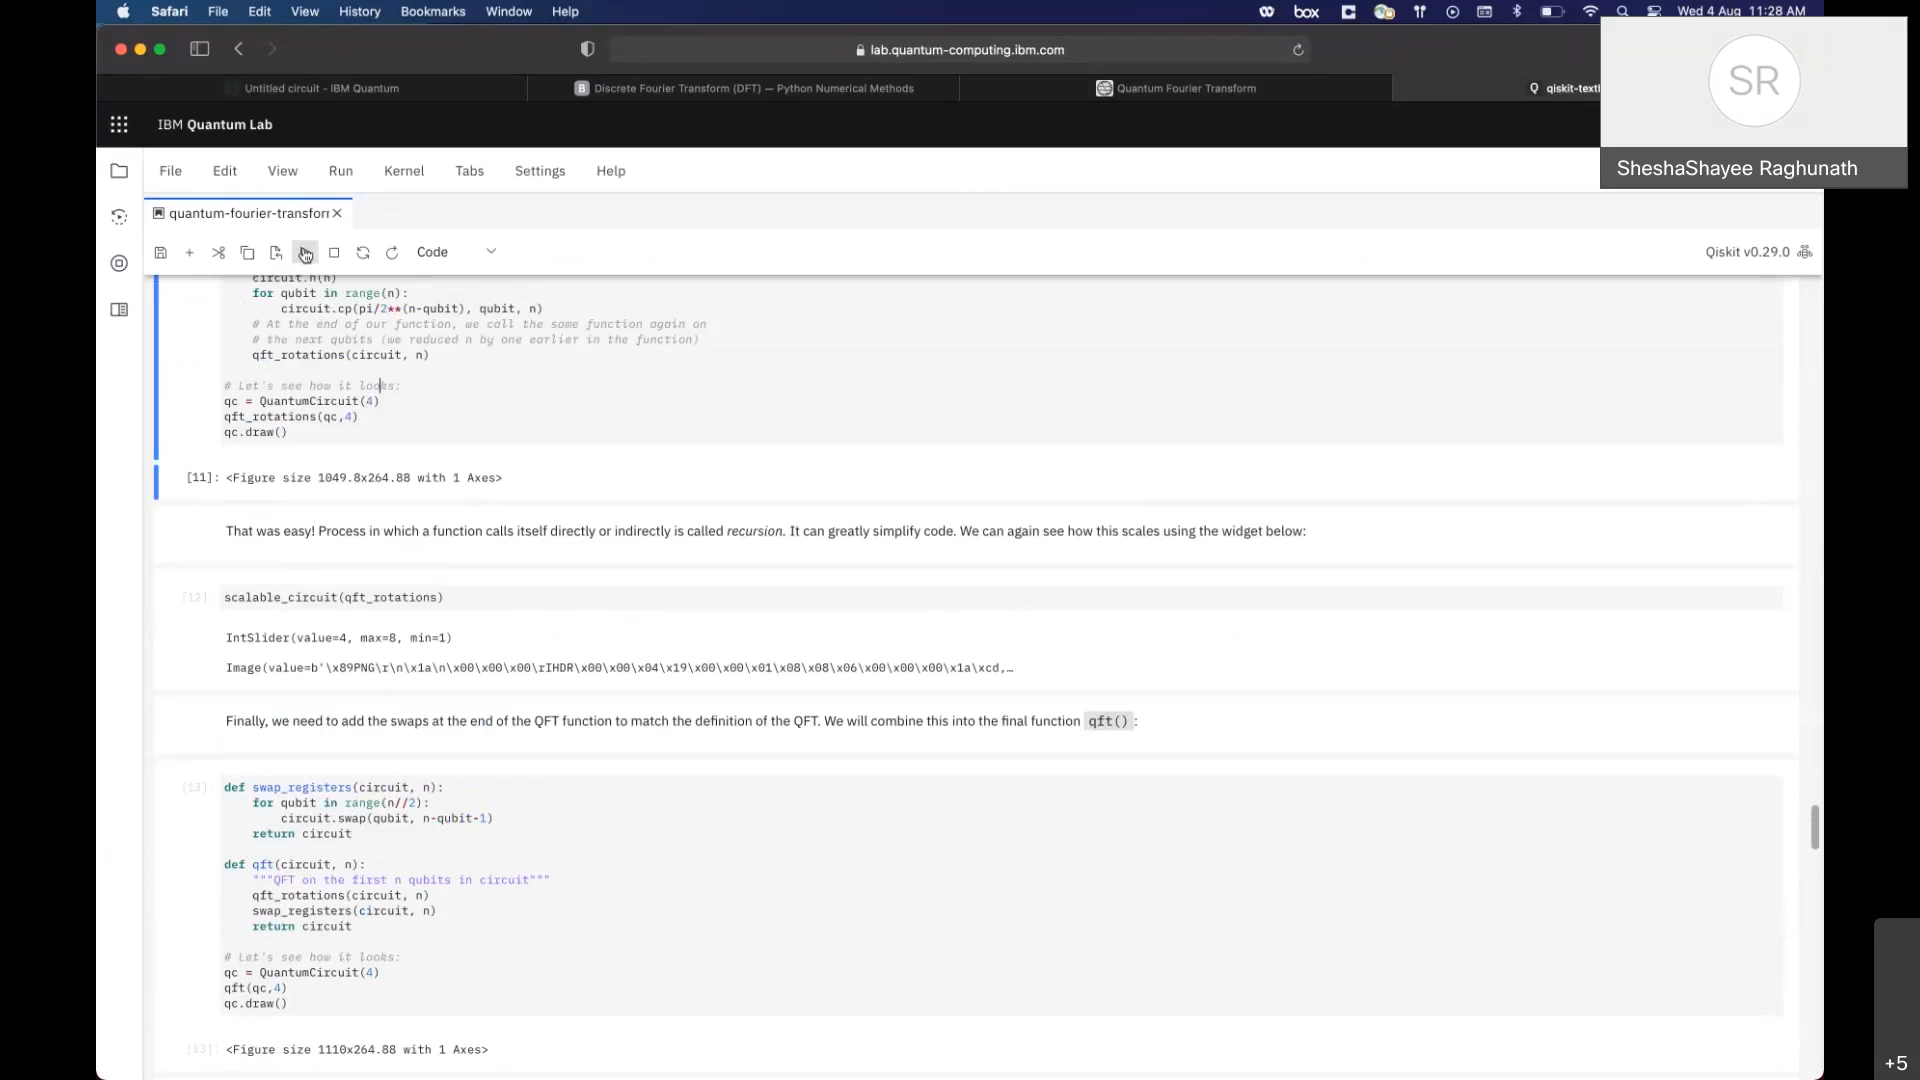 Safari File Edit View History Bookmarks Window Help box Wed 4 Aug 11:28 AM
lab.quantum-computing.ibm.com
Untitled circuit - IBM Quantum B Discrete Fourier Transform (DFT) — Python Numerical Methods Quantum Fourier Transform
SR
IBM Quantum Lab
SheshaShayee Raghunath
File Edit View Run Kernel Tabs Settings Help
quantum-fourier-transform
Code Qiskit v0.29.0
circuit.h(n)
for qubit in range(n):
circuit.cp(pi/2**(n-qubit), qubit, n)
# At the end of our function, we call the same function again on
# the next qubits (we reduced n by one earlier in the function)
qft_rotations(circuit, n)
# Let's see how it looks:
qc = QuantumCircuit(4)
qft_rotations(qc,4)
qc.draw()
[11]: <Figure size 1049.8x264.88 with 1 Axes>
That was easy! Process in which a function calls itself directly or indirectly is called recursion. It can greatly simplify code. We can again see how this scales using the widget below:
[12]: scalable_circuit(qft_rotations)
IntSlider(value=4, max=8, min=1)
Image(value=b'\x89PNG\r\n\x1a\n\x00\x00\x00\rIHDR\x00\x00\x04\x19\x00\x00\x01\x08\x08\x06\x00\x00\x00\x1a\xcd,…
Finally, we need to add the swaps at the end of the QFT function to match the definition of the QFT. We will combine this into the final function qft() :
[13]: def swap_registers(circuit, n):
for qubit in range(n//2):
circuit.swap(qubit, n-qubit-1)
return circuit
def qft(circuit, n):
"""QFT on the first n qubits in circuit"""
qft_rotations(circuit, n)
swap_registers(circuit, n)
return circuit
# Let's see how it looks:
qc = QuantumCircuit(4)
qft(qc,4)
qc.draw()
[13]: <Figure size 1110x264.88 with 1 Axes>
+5